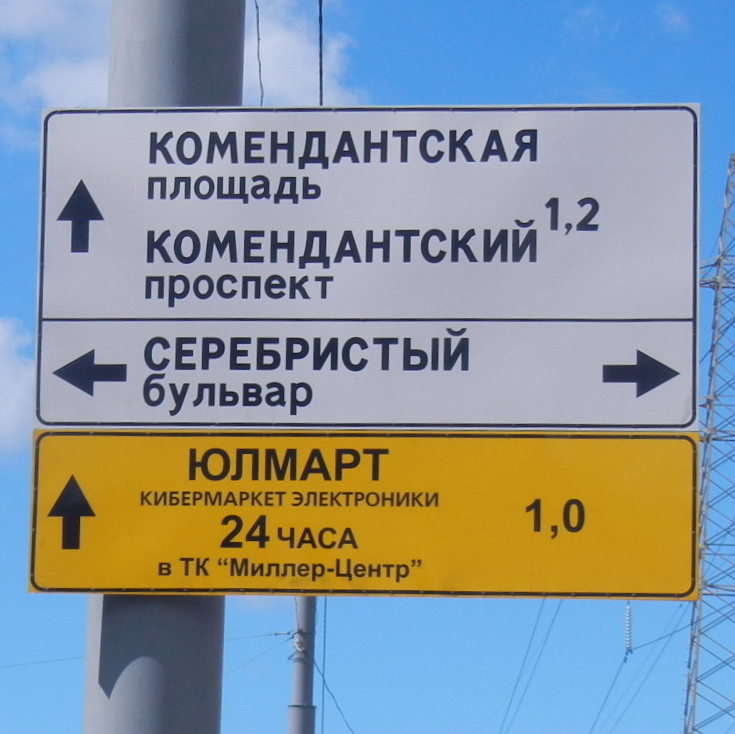 КОМЕНДАНТСКАЯ
площадь
1,2
КОМЕНДАНТСКИЙ
проспект
СЕРЕБРИСТЫЙ
бульвар
ЮЛМАРТ
КИБЕРМАРКЕТ ЭЛЕКТРОНИКИ
1,0
24 ЧАСА
в ТК “Миллер-Центр”